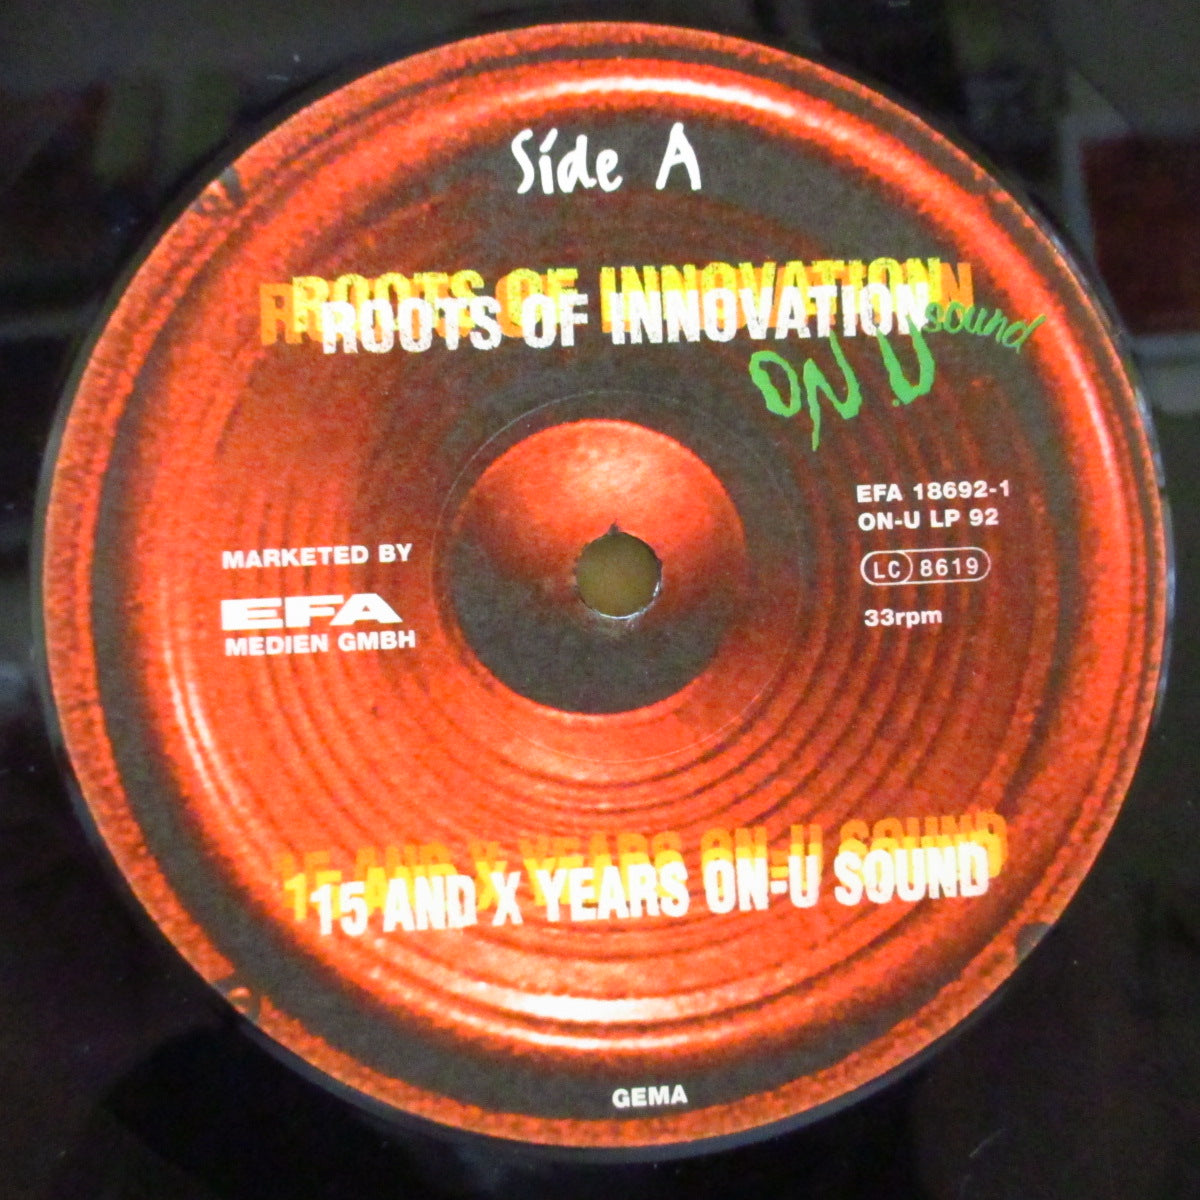 Side A
ROOTS OF INNOVATION
ON.U sound
EFA 18692-1
ON-U LP 92
LC 8619
33rpm
MARKETED BY
EFA
MEDIEN GMBH
15 AND X YEARS ON-U SOUND
GEMA